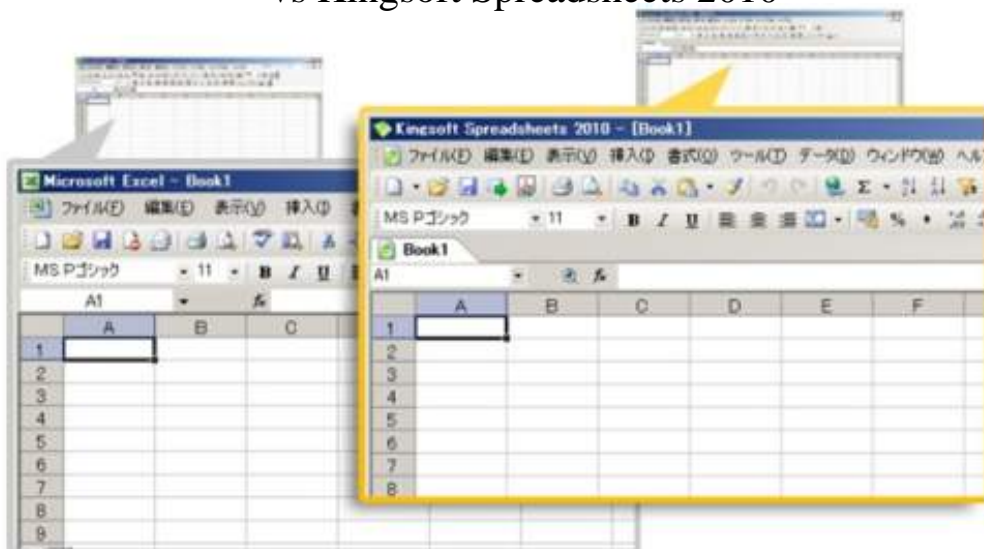 vs Kingsoft Spreadsheets 2010
Microsoft Excel - Book1
ファイル(E) 編集(E) 表示(V) 挿入(I)
MS Pゴシック 11 B I U
A1 fx
A B C
1
2
3
4
5
6
7
8
9
Kingsoft Spreadsheets 2010 - [Book1]
ファイル(E) 編集(E) 表示(V) 挿入(I) 書式(O) ツール(T) データ(D) ウィンドウ(W) ヘル
Σ
MS Pゴシック 11 B I U %
Book1
A1 fx
A B C D E F
1
2
3
4
5
6
7
8